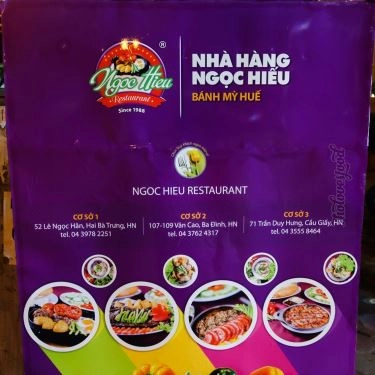 ®
Ngọc Hiếu
Restaurant
Since 1988
NHÀ HÀNG
NGỌC HIẾU
BÁNH MỲ HUẾ
NGOC HIEU RESTAURANT
CƠ SỞ 1
52 Lê Ngọc Hân, Hai Bà Trưng, HN
tel. 04 3978 2251
CƠ SỞ 2
107-109 Văn Cao, Ba Đình, HN
tel. 04 3762 4317
CƠ SỞ 3
71 Trần Duy Hưng, Cầu Giấy, HN
tel. 04 3555 8464